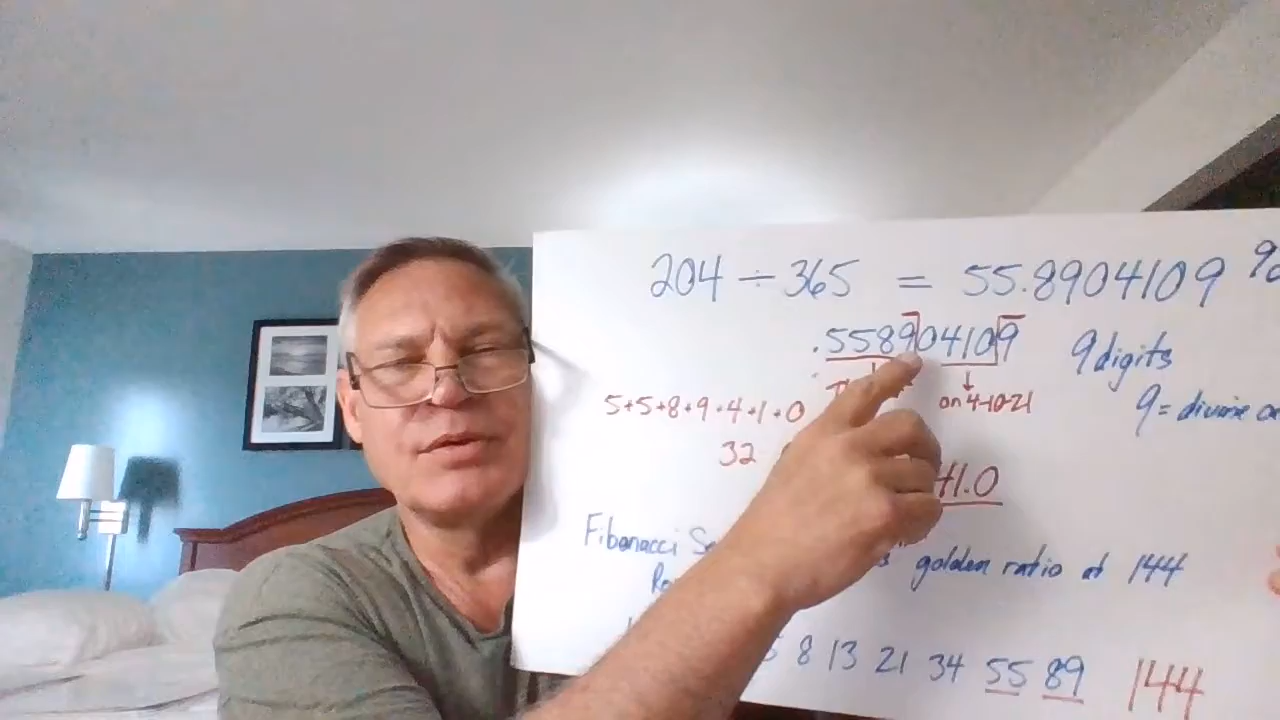 204 ÷ 365 = 55.8904109 %
.558904109 9 digits
on 4-10-21 9 = divine
5+5+8+9+4+1+0
32
41.0
Fibonacci golden ratio at 144
8 13 21 34 55 89 144